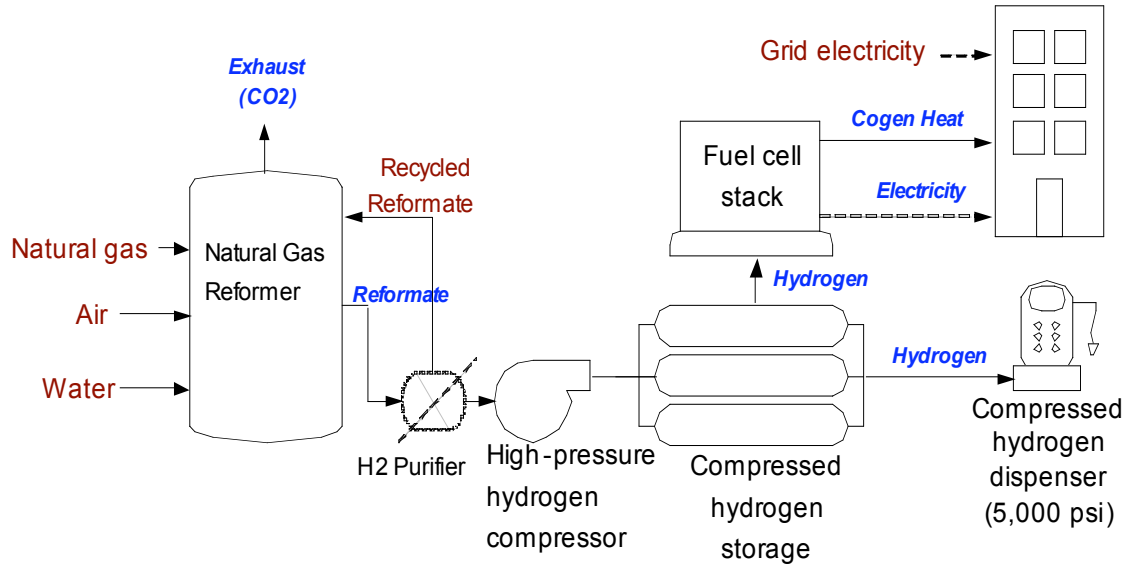 Exhaust
(CO2)
Grid electricity
Recycled
Reformate
Cogen Heat
Fuel cell
stack
Electricity
Natural gas
Natural Gas
Reformer
Reformate
Hydrogen
Air
Hydrogen
Water
H2 Purifier
High-pressure
hydrogen
compressor
Compressed
hydrogen
storage
Compressed
hydrogen
dispenser
(5,000 psi)